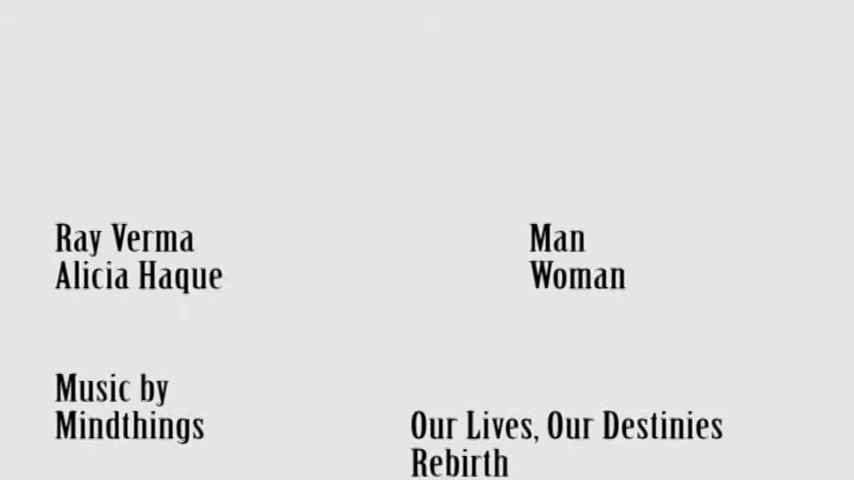 Ray Verma Man
Alicia Haque Woman
Music by
Mindthings Our Lives, Our Destinies
Rebirth